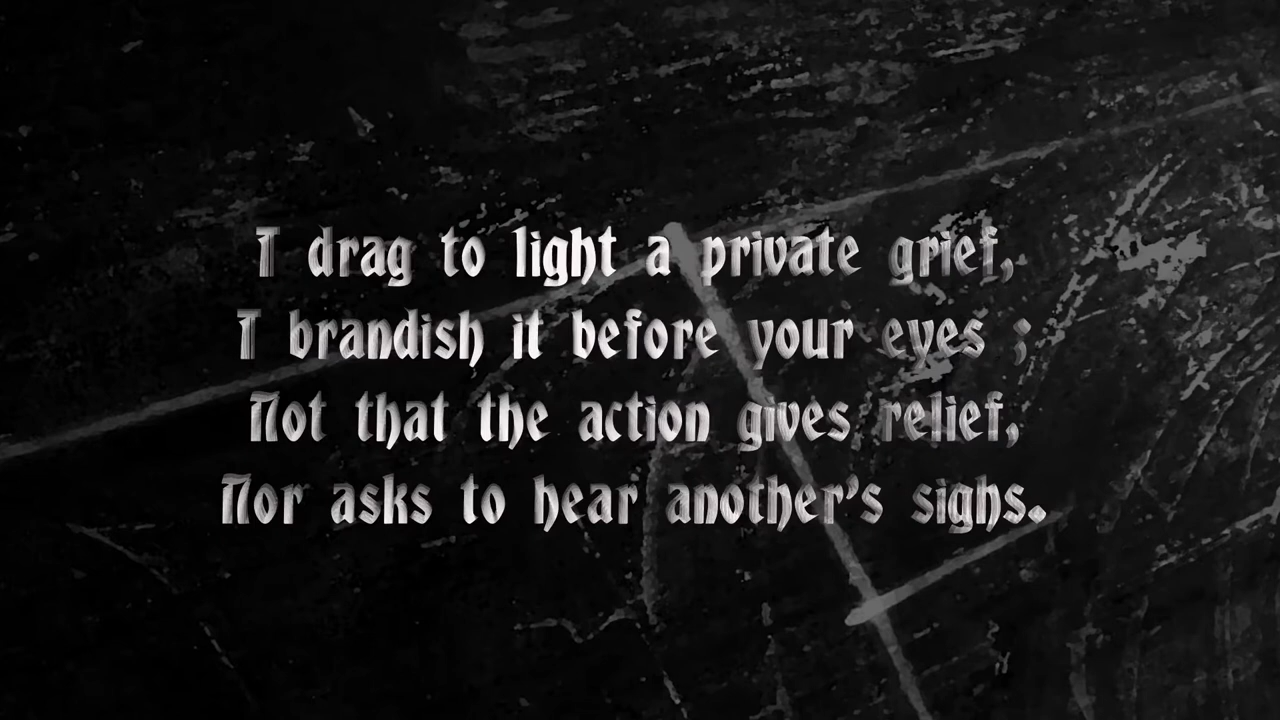 I drag to light a private grief,
I brandish it before your eyes ;
Not that the action gives relief,
Nor asks to hear another's sighs.